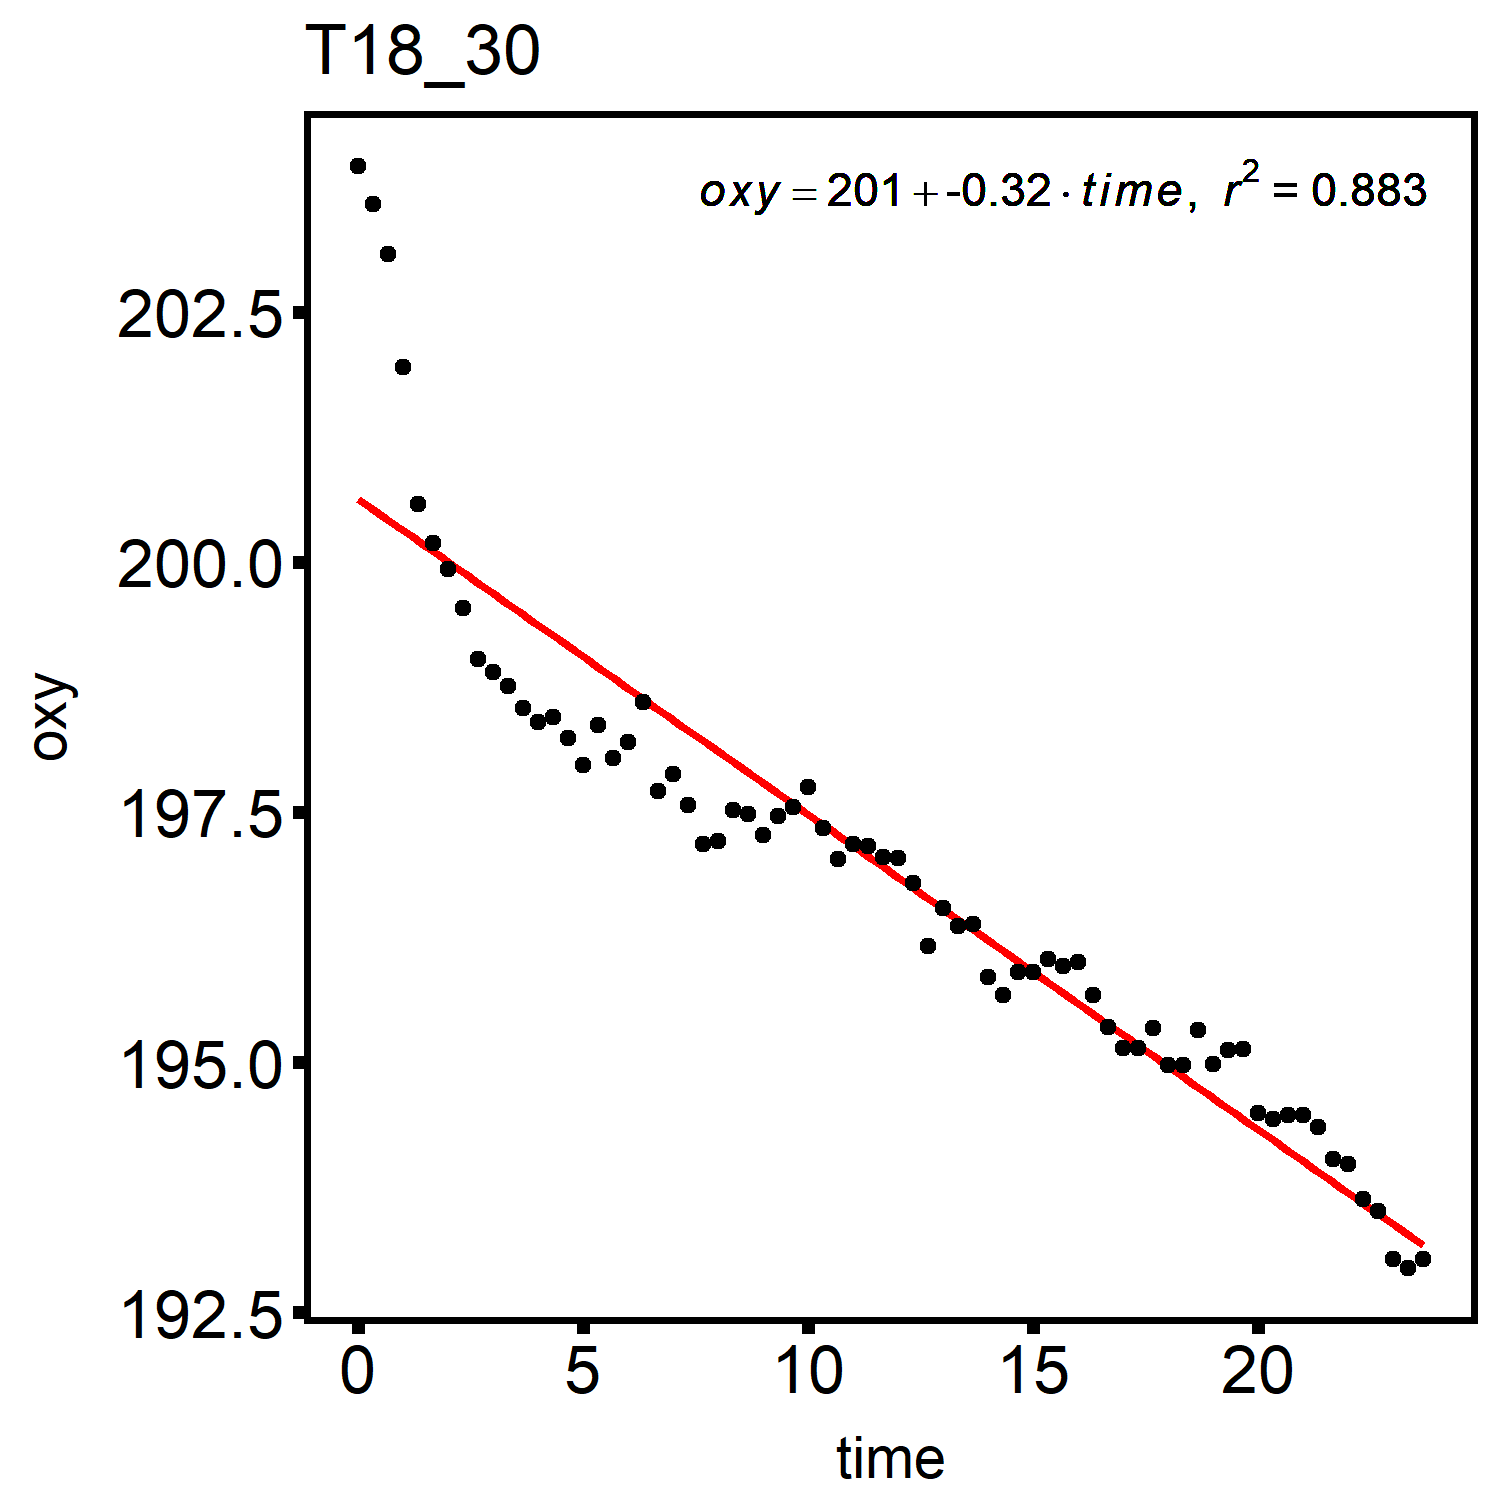 T18_30
oxy = 201 + -0.32 · time, r² = 0.883
202.5
200.0
197.5
195.0
192.5
oxy
0 5 10 15 20
time